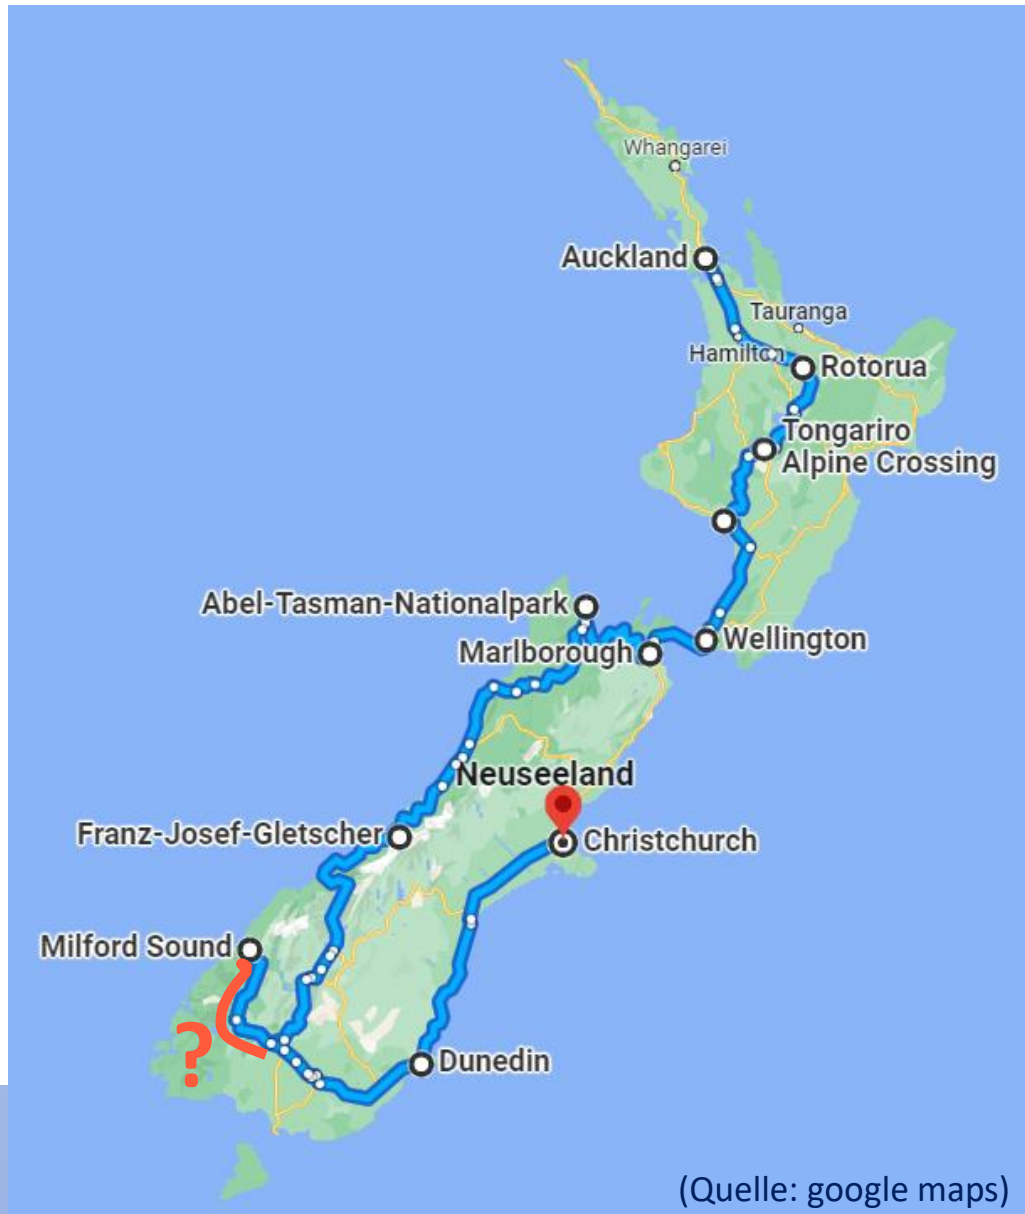 Whangarei
Auckland
Tauranga
Hamilton
Rotorua
Tongariro
Alpine Crossing
Abel-Tasman-Nationalpark
Wellington
Marlborough
Neuseeland
Franz-Josef-Gletscher
Christchurch
Milford Sound
?
Dunedin
(Quelle: google maps)